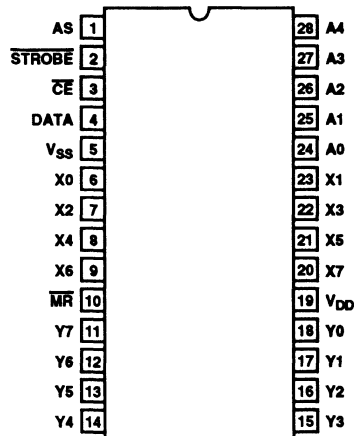 AS 1 28 A4
STROBE 2 27 A3
CE 3 26 A2
DATA 4 25 A1
VSS 5 24 A0
X0 6 23 X1
X2 7 22 X3
X4 8 21 X5
X6 9 20 X7
MR 10 19 VDD
Y7 11 18 Y0
Y6 12 17 Y1
Y5 13 16 Y2
Y4 14 15 Y3